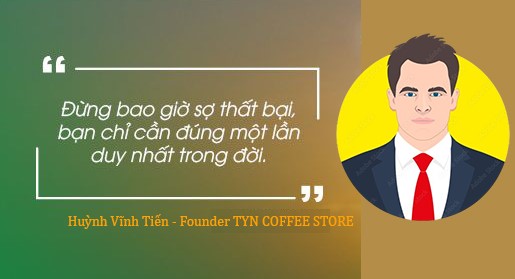 Đừng bao giờ sợ thất bại,
bạn chỉ cần đúng một lần
duy nhất trong đời.
Huỳnh Vĩnh Tiến - Founder TYN COFFEE STORE